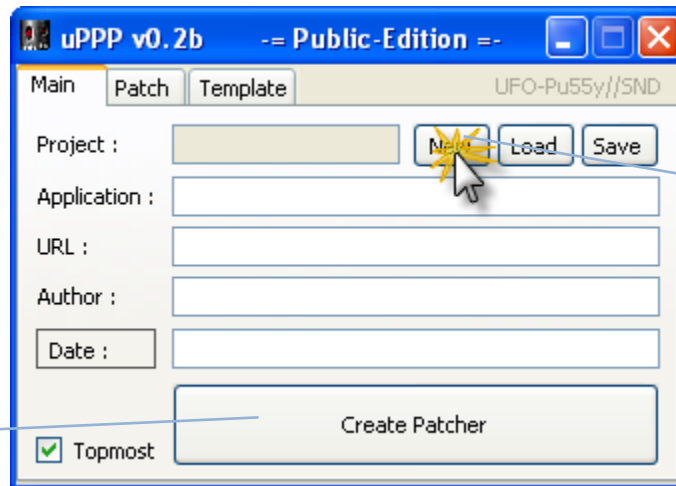 uPPP v0.2b -= Public-Edition =-
Main Patch Template UFO-Pu55y//SND
Project : New Load Save
Application :
URL :
Author :
Date :
Create Patcher
Topmost